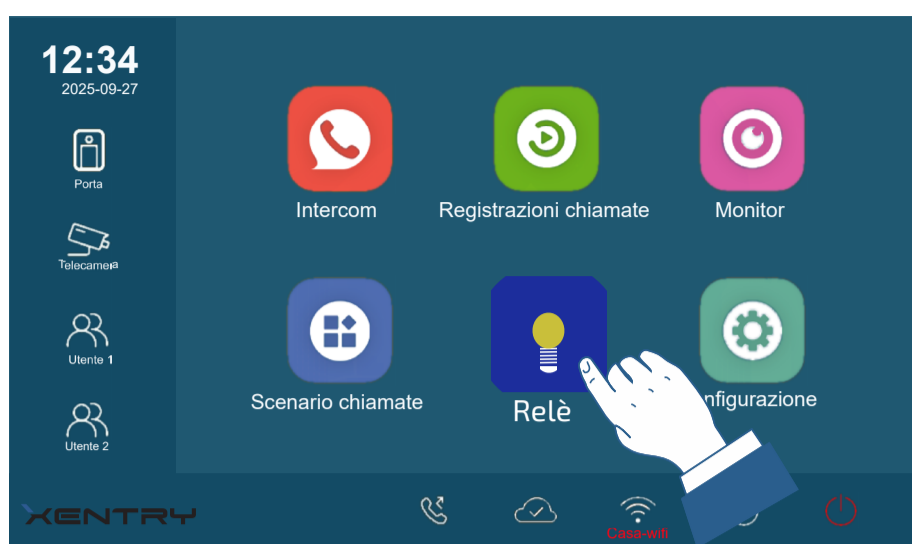 12:34
2025-09-27
Porta
Telecamera
Utente 1
Utente 2
Intercom
Registrazioni chiamate
Monitor
Scenario chiamate
Relè
nfigurazione
XENTRY
Casa-wifi